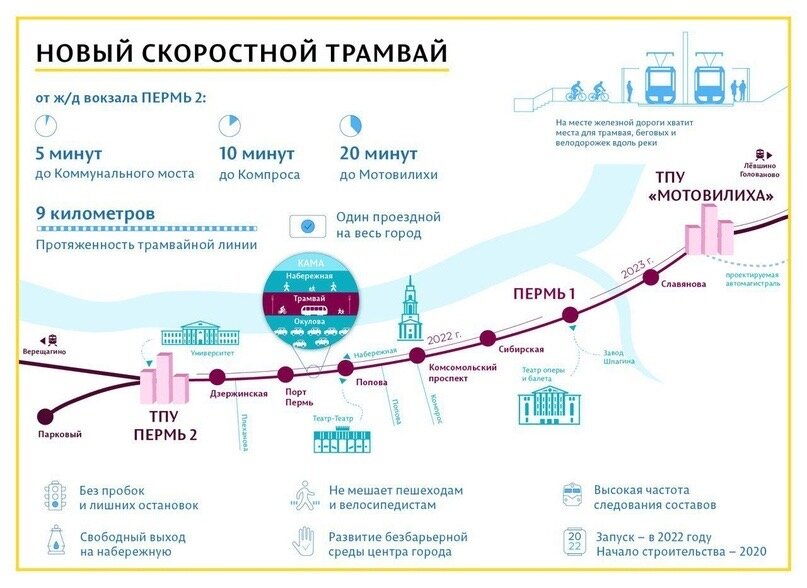 НОВЫЙ СКОРОСТНОЙ ТРАМВАЙ
от ж/д вокзала ПЕРМЬ 2:
5 минут
до Коммунального моста
10 минут
до Компроса
20 минут
до Мотовилихи
9 километров
Протяженность трамвайной линии
Один проездной
на весь город
На месте железной дороги хватит
места для трамвая, беговых и
велодорожек вдоль реки
Лёвшино
Голованово
ТПУ
«МОТОВИЛИХА»
проектируемая
автомагистраль
КАМА
Набережная
Трамвай
Окулова
2023 г.
Славянова
ПЕРМЬ 1
2022 г.
Сибирская
Завод
Шпагина
Театр оперы
и балета
Комсомольский
проспект
Набережная
Попова
Попова
Компрос
Театр-Театр
Порт
Пермь
Дзержинская
Плеханова
Университет
Верещагино
ТПУ
ПЕРМЬ 2
Парковый
Без пробок
и лишних остановок
Не мешает пешеходам
и велосипедистам
Высокая частота
следования составов
Свободный выход
на набережную
Развитие безбарьерной
среды центра города
20
22
Запуск – в 2022 году
Начало строительства – 2020